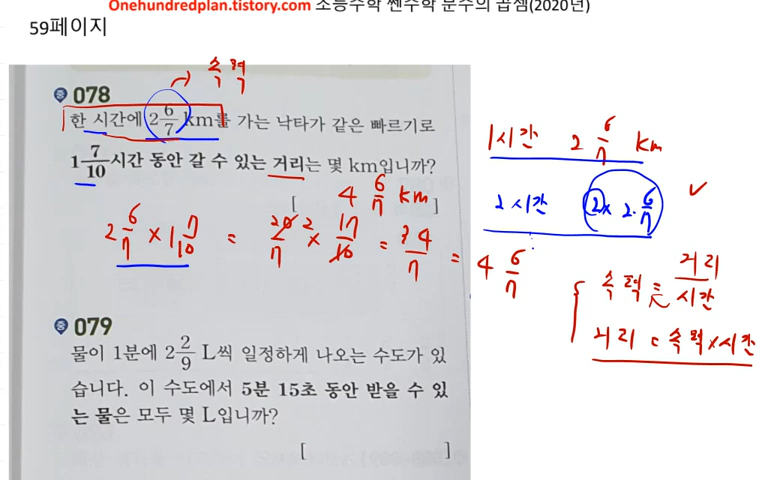 Onehundredplan.tistory.com 초등수학 쎈수학 분수의 곱셈(2020년)
59페이지
속력
078
한 시간에 2 6/7 km를 가는 낙타가 같은 빠르기로
1 7/10 시간 동안 갈 수 있는 거리는 몇 km입니까?
[ 4 6/7 km ]
2 6/7 × 1 7/10 = 20/7 × 17/10 = 34/7 = 4 6/7
1시간 2 6/7 km
2시간 2 × 2 6/7 ✓
속력 = 거리/시간
거리 = 속력×시간
079
물이 1분에 2 2/9 L씩 일정하게 나오는 수도가 있
습니다. 이 수도에서 5분 15초 동안 받을 수 있
는 물은 모두 몇 L입니까?
[ ]